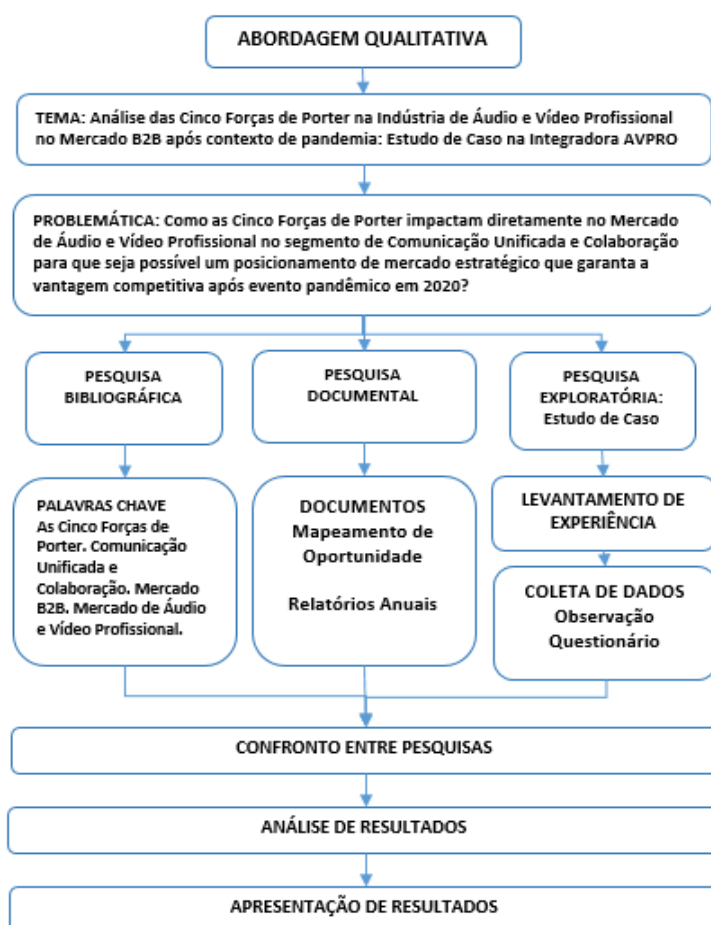 ABORDAGEM QUALITATIVA
TEMA: Análise das Cinco Forças de Porter na Indústria de Áudio e Vídeo Profissional
no Mercado B2B após contexto de pandemia: Estudo de Caso na Integradora AVPRO
PROBLEMÁTICA: Como as Cinco Forças de Porter impactam diretamente no Mercado
de Áudio e Vídeo Profissional no segmento de Comunicação Unificada e Colaboração
para que seja possível um posicionamento de mercado estratégico que garanta a
vantagem competitiva após evento pandêmico em 2020?
PESQUISA
BIBLIOGRÁFICA
PESQUISA
DOCUMENTAL
PESQUISA
EXPLORATÓRIA:
Estudo de Caso
PALAVRAS CHAVE
As Cinco Forças de
Porter. Comunicação
Unificada e
Colaboração. Mercado
B2B. Mercado de Áudio
e Vídeo Profissional.
DOCUMENTOS
Mapeamento de
Oportunidade
Relatórios Anuais
LEVANTAMENTO DE
EXPERIÊNCIA
COLETA DE DADOS
Observação
Questionário
CONFRONTO ENTRE PESQUISAS
ANÁLISE DE RESULTADOS
APRESENTAÇÃO DE RESULTADOS